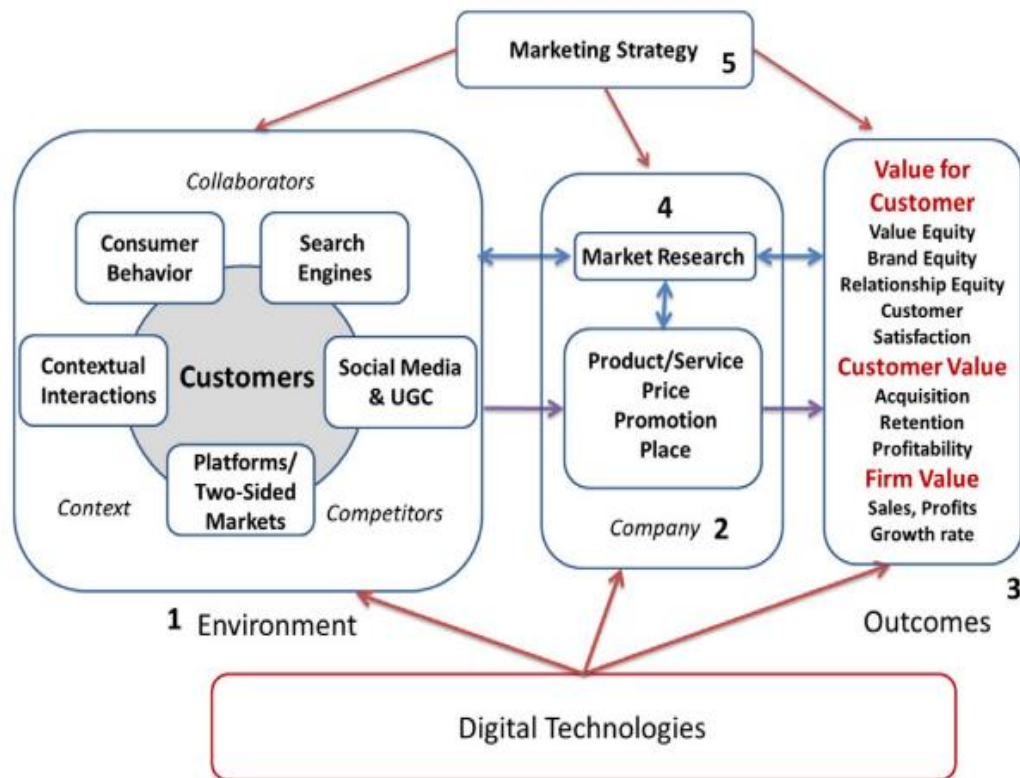 Marketing Strategy
5
Collaborators
Consumer
Behavior
Search
Engines
Contextual
Interactions
Customers
Social Media
& UGC
Platforms/
Two-Sided
Markets
Context
Competitors
1 Environment
4
Market Research
Product/Service
Price
Promotion
Place
Company 2
Value for
Customer
Value Equity
Brand Equity
Relationship Equity
Customer
Satisfaction
Customer Value
Acquisition
Retention
Profitability
Firm Value
Sales, Profits
Growth rate
3
Outcomes
Digital Technologies